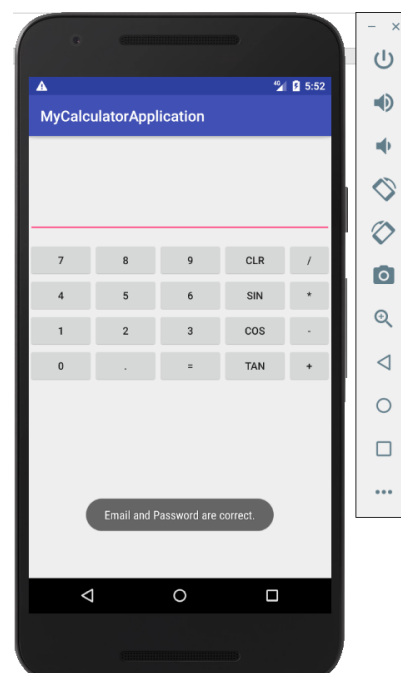 4G 5:52
MyCalculatorApplication
7 8 9 CLR /
4 5 6 SIN *
1 2 3 COS -
0 . = TAN +
Email and Password are correct.